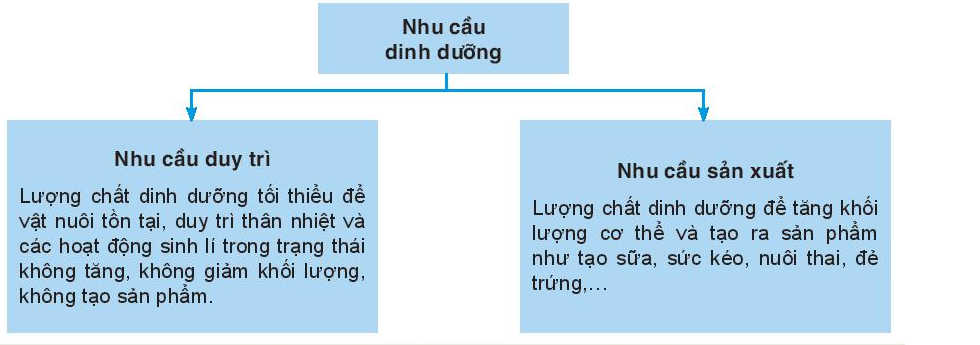 Nhu cầu
dinh dưỡng
Nhu cầu duy trì
Lượng chất dinh dưỡng tối thiểu để
vật nuôi tồn tại, duy trì thân nhiệt và
các hoạt động sinh lí trong trạng thái
không tăng, không giảm khối lượng,
không tạo sản phẩm.
Nhu cầu sản xuất
Lượng chất dinh dưỡng để tăng khối
lượng cơ thể và tạo ra sản phẩm
như tạo sữa, sức kéo, nuôi thai, đẻ
trứng,...